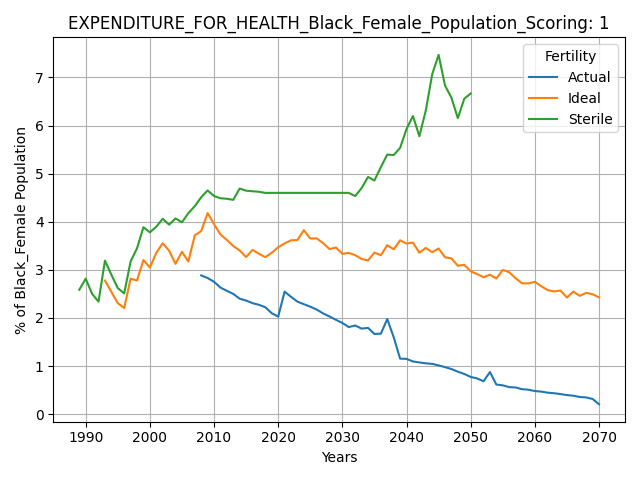 EXPENDITURE_FOR_HEALTH_Black_Female_Population_Scoring: 1
Fertility
Actual
Ideal
Sterile
% of Black_Female Population
7
6
5
4
3
2
1
0
1990 2000 2010 2020 2030 2040 2050 2060 2070
Years